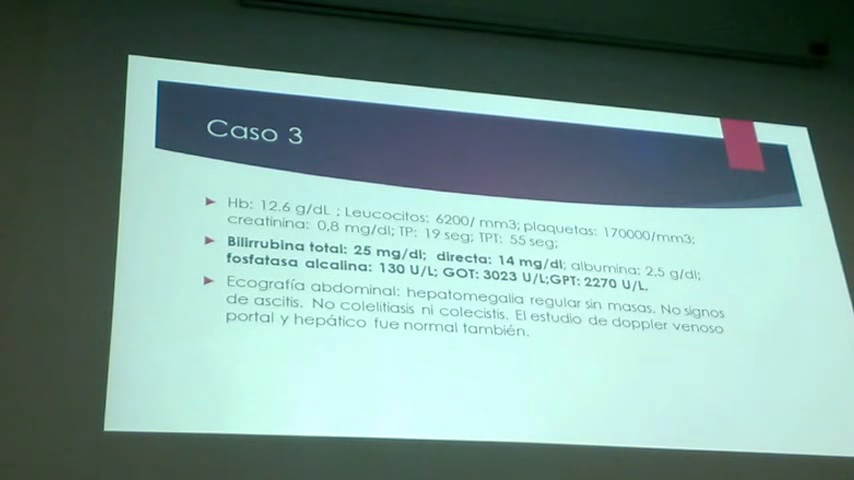 Caso 3
Hb: 12.6 g/dL ; Leucocitos: 6200/ mm3; plaquetas: 170000/mm3;
creatinina: 0,8 mg/dl; TP: 19 seg; TPT: 55 seg;
Bilirrubina total: 25 mg/dl; directa: 14 mg/dl; albumina: 2,5 g/dl;
fosfatasa alcalina: 130 U/L; GOT: 3023 U/L;GPT: 2270 U/L.
Ecografía abdominal: hepatomegalia regular sin masas. No signos
de ascitis. No colelitiasis ni colecistis. El estudio de doppler venoso
portal y hepático fue normal también.